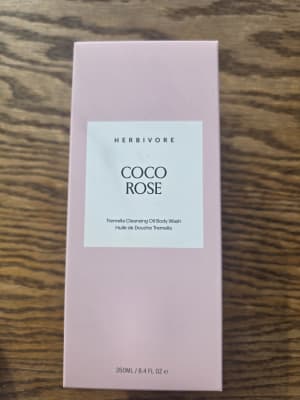 HERBIVORE
COCO
ROSE
Tremella Cleansing Oil Body Wash
Huile de Douche Tremella
250ML / 8.4 FL OZ ℮